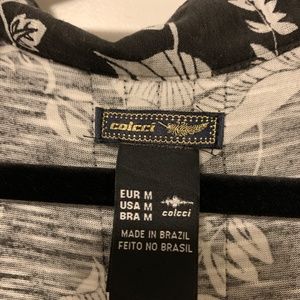 colcci
EUR M
USA M
BRA M
colcci
MADE IN BRAZIL
FEITO NO BRASIL